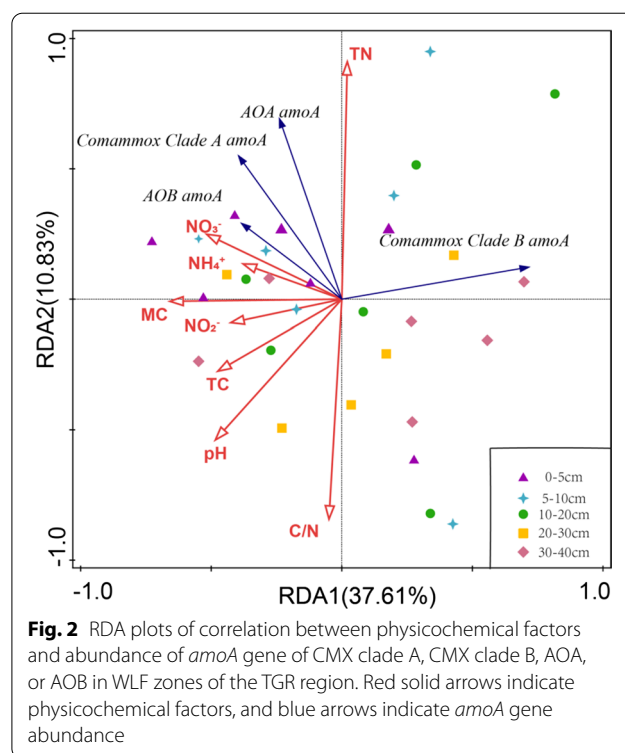 1.0
TN
AOA amoA
Comammox Clade A amoA
AOB amoA
NO₃⁻
Comammox Clade B amoA
NH₄⁺
MC
NO₂⁻
TC
pH
C/N
RDA2(10.83%)
0-5cm
5-10cm
10-20cm
20-30cm
30-40cm
-1.0
-1.0
RDA1(37.61%)
1.0
Fig. 2 RDA plots of correlation between physicochemical factors
and abundance of amoA gene of CMX clade A, CMX clade B, AOA,
or AOB in WLF zones of the TGR region. Red solid arrows indicate
physicochemical factors, and blue arrows indicate amoA gene
abundance